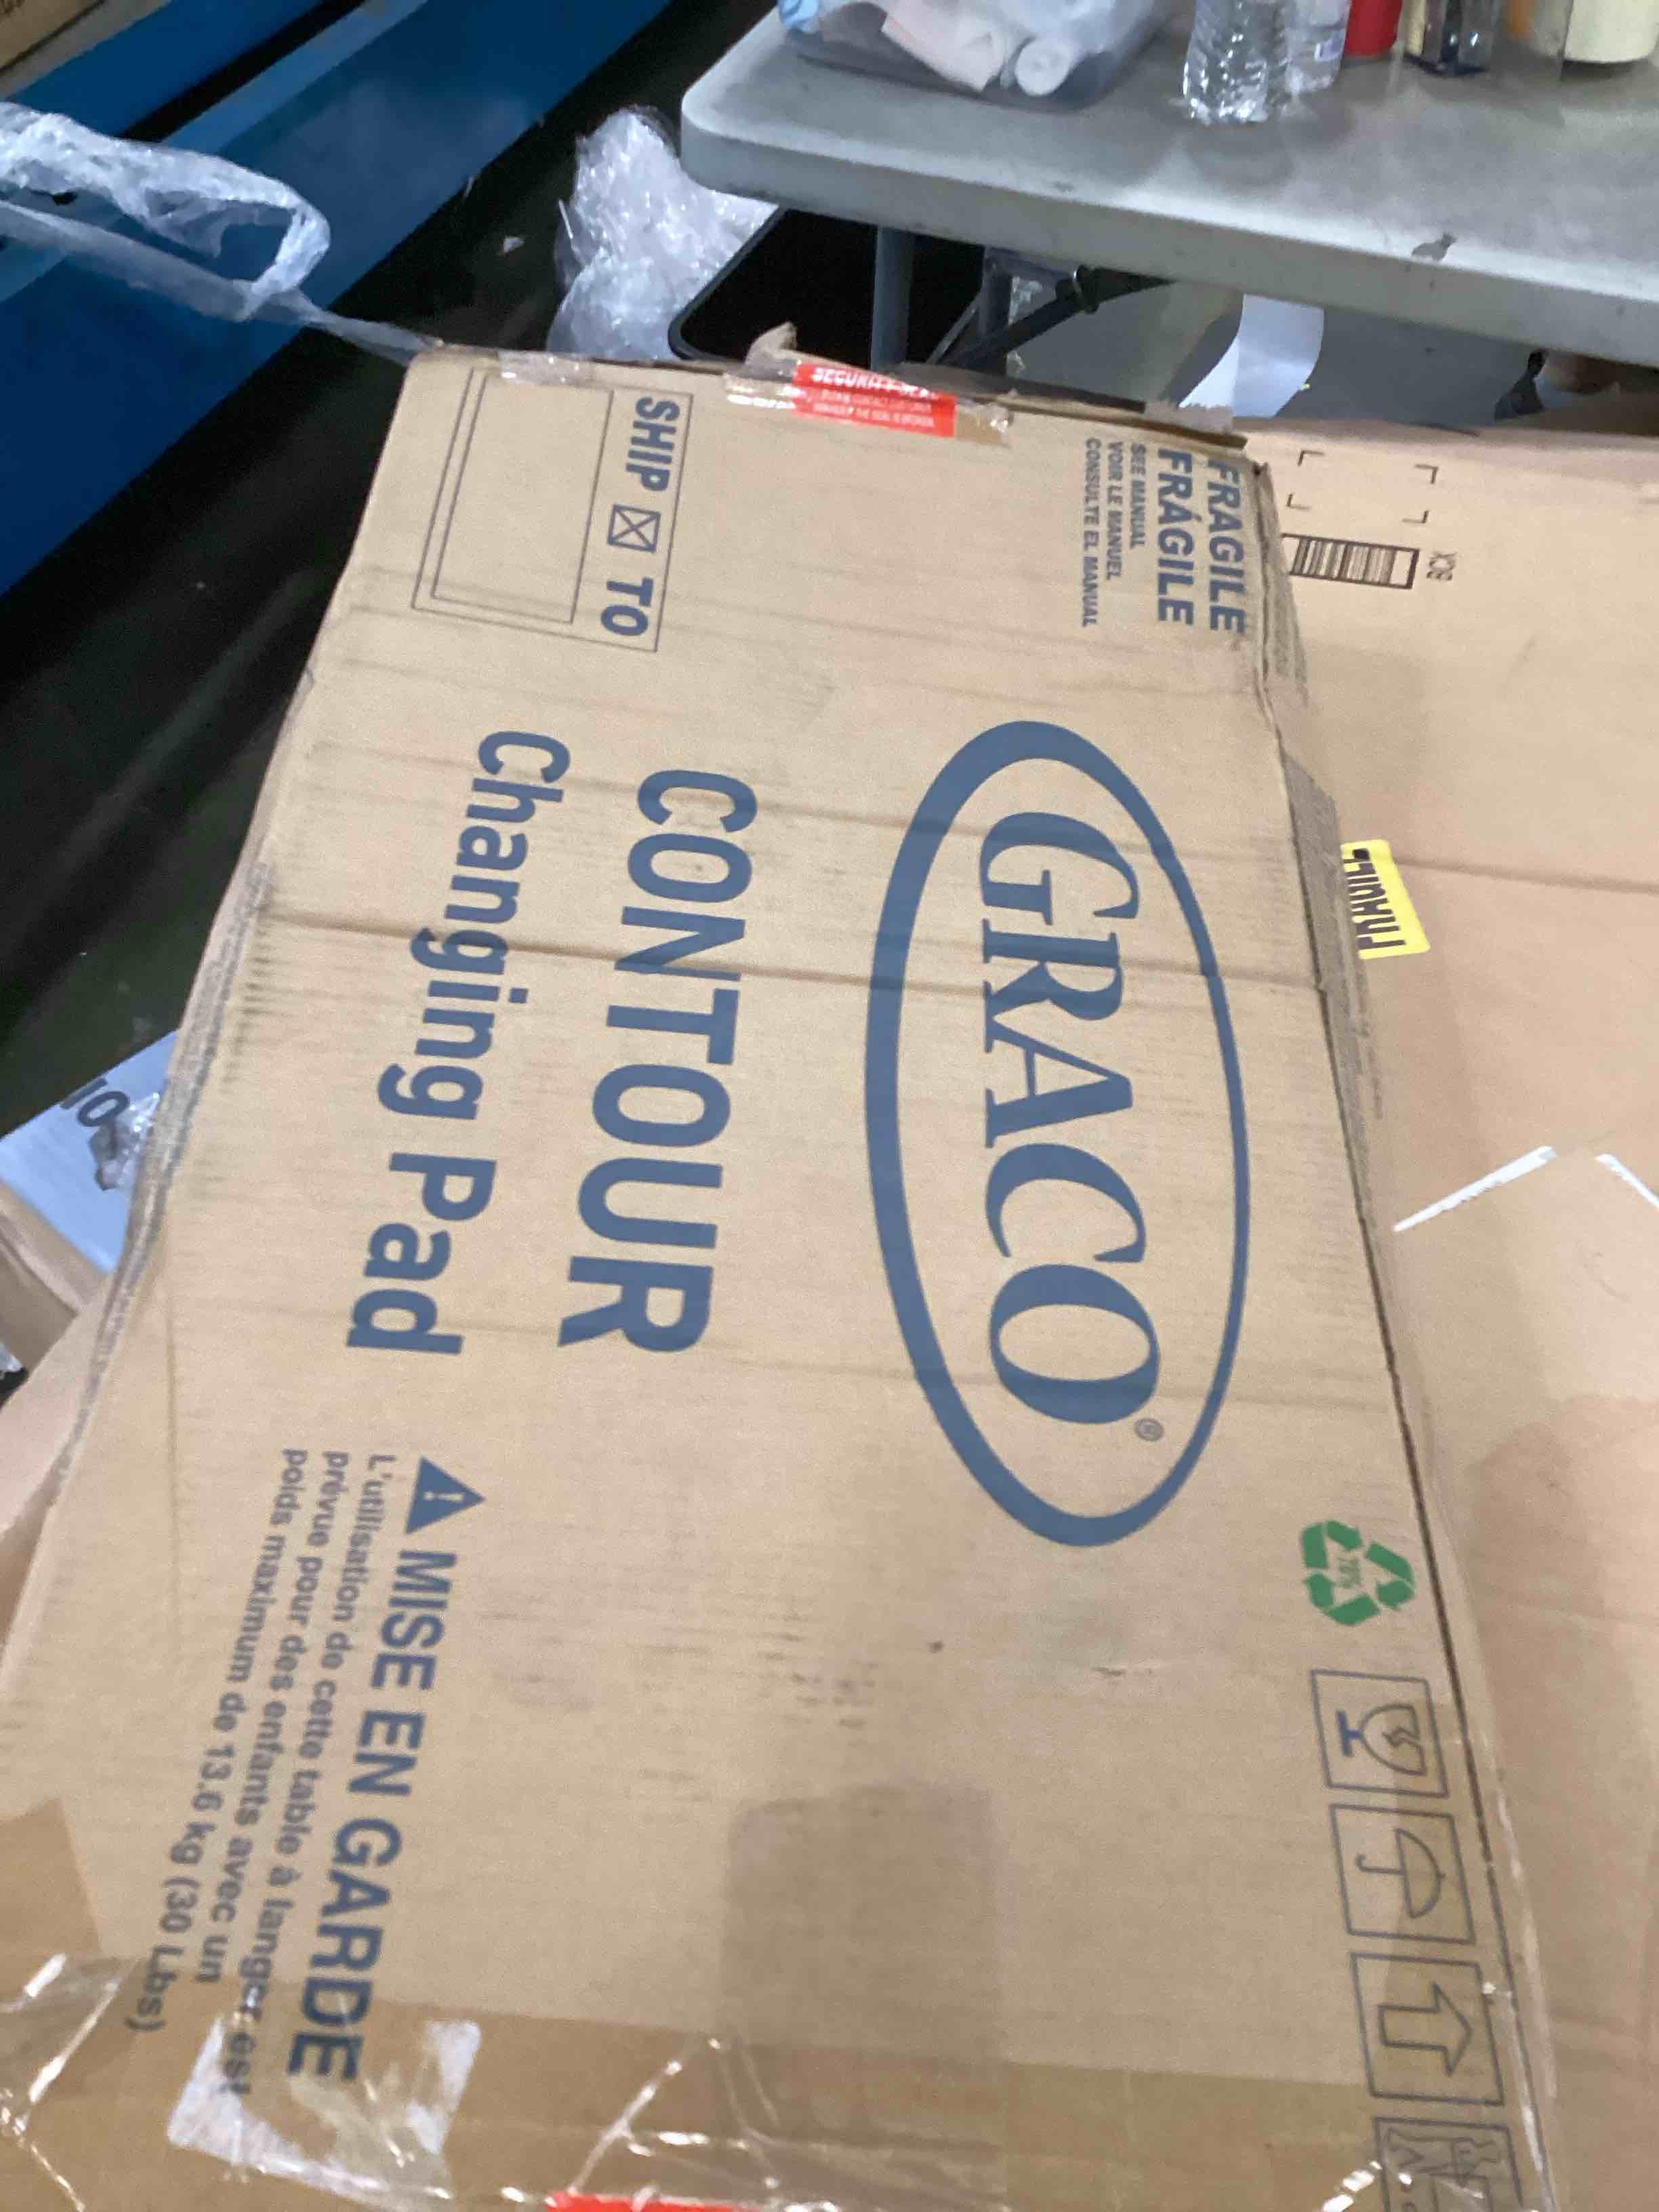 FRAGILE
FRÁGILE
SEE MANUAL
VOIR LE MANUEL
CONSULTE EL MANUAL
SHIP TO
GRACO®
CONTOUR
Changing Pad
MISE EN GARDE
L'utilisation de cette table à langer est
prévue pour des enfants avec un
poids maximum de 13.6 kg (30 Lbs)
BOX